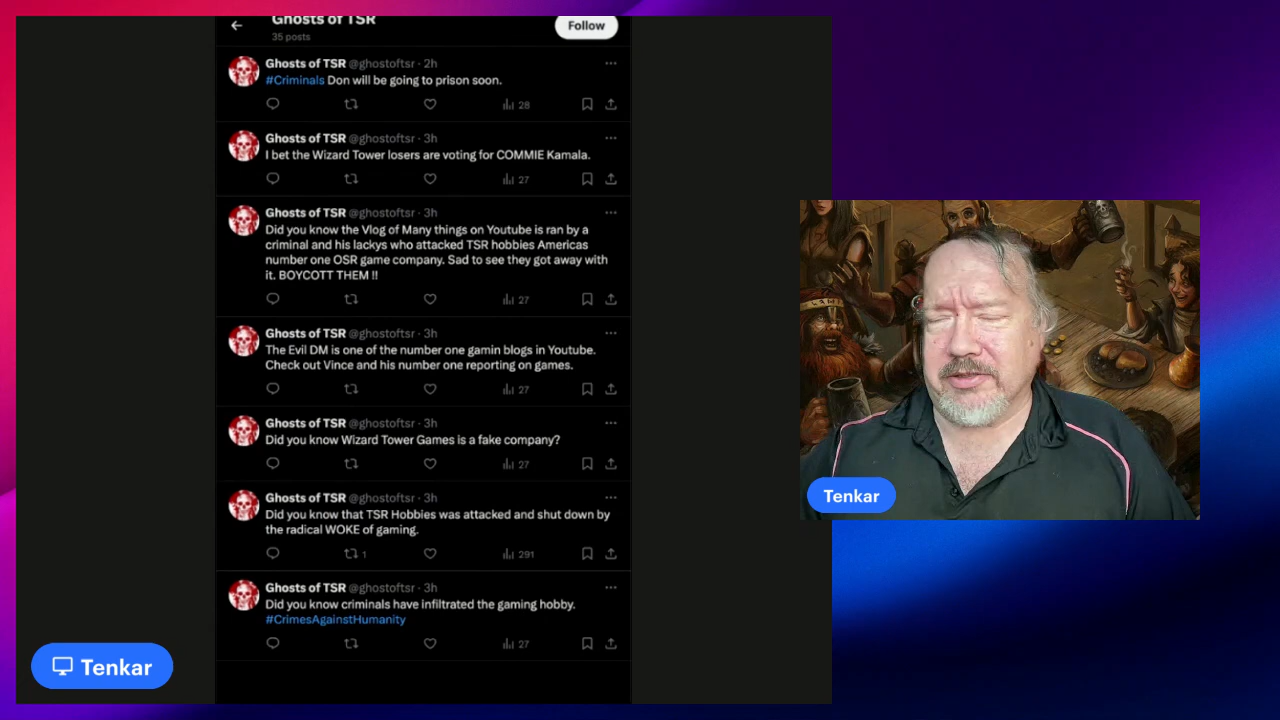 Ghosts of TSR
35 posts
Follow
Ghosts of TSR @ghostoftsr · 2h
#Criminals Don will be going to prison soon.
28
Ghosts of TSR @ghostoftsr · 3h
I bet the Wizard Tower losers are voting for COMMIE Kamala.
27
Ghosts of TSR @ghostoftsr · 3h
Did you know the Vlog of Many things on Youtube is ran by a
criminal and his lackys who attacked TSR hobbies Americas
number one OSR game company. Sad to see they got away with
it. BOYCOTT THEM !!
27
Ghosts of TSR @ghostoftsr · 3h
The Evil DM is one of the number one gamin blogs in Youtube.
Check out Vince and his number one reporting on games.
27
Ghosts of TSR @ghostoftsr · 3h
Did you know Wizard Tower Games is a fake company?
27
Ghosts of TSR @ghostoftsr · 3h
Did you know that TSR Hobbies was attacked and shut down by
the radical WOKE of gaming.
1 291
Ghosts of TSR @ghostoftsr · 3h
Did you know criminals have infiltrated the gaming hobby.
#CrimesAgainstHumanity
27
Tenkar
Tenkar